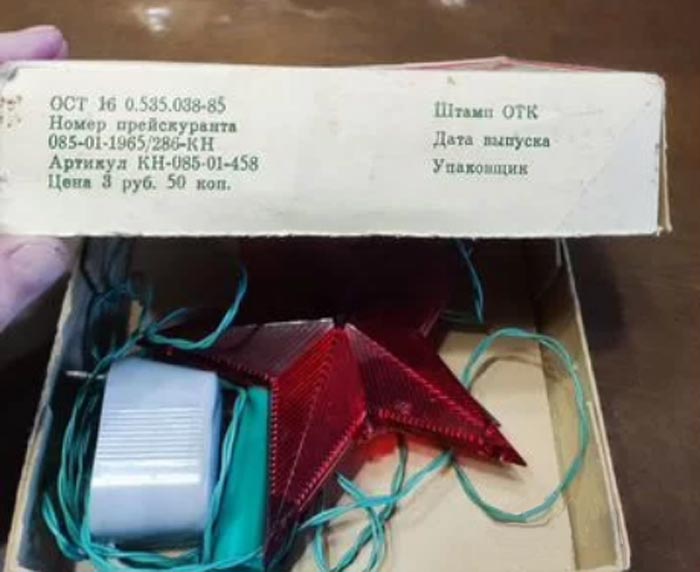 ОСТ 16 0.535.038-85
Номер прейскуранта
085-01-1965/286-КН
Артикул КН-085-01-458
Цена 3 руб. 50 коп.
Штамп ОТК
Дата выпуска
Упаковщик